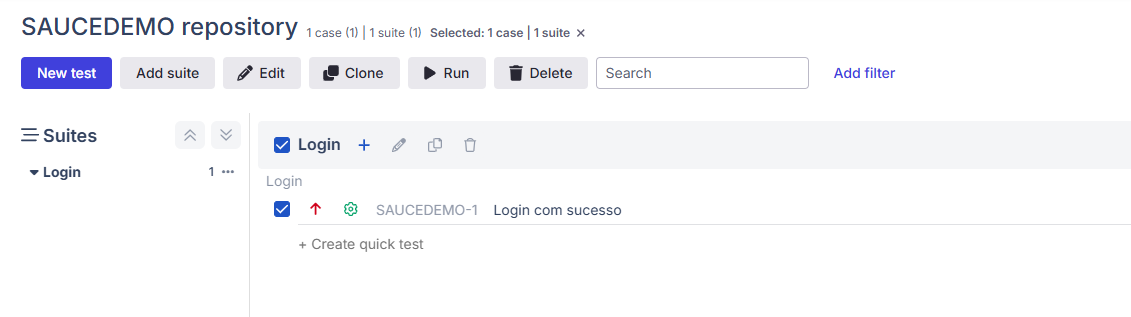 SAUCEDEMO repository 1 case (1) | 1 suite (1) Selected: 1 case | 1 suite ×
New test Add suite Edit Clone Run Delete Search Add filter
Suites
Login 1 •••
Login +
Login
SAUCEDEMO-1 Login com sucesso
+ Create quick test